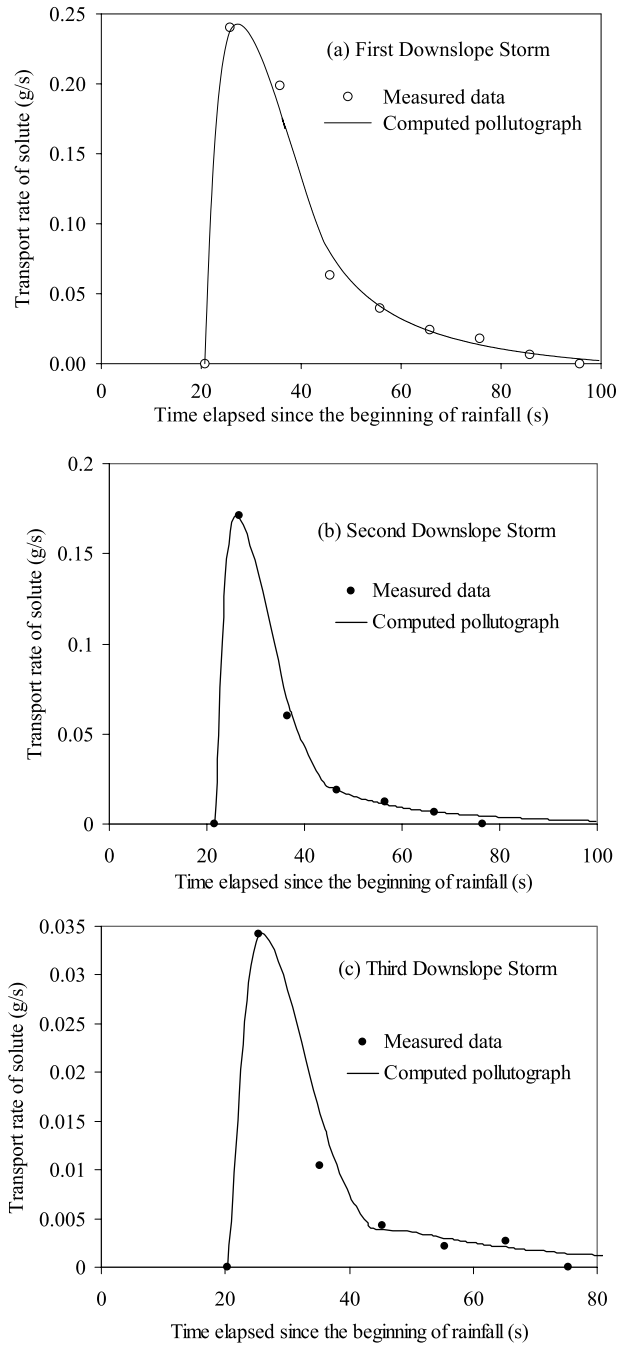 0.25
0.20
0.15
0.10
0.05
0.00
Transport rate of solute (g/s)
(a) First Downslope Storm
Measured data
Computed pollutograph
0 20 40 60 80 100
Time elapsed since the beginning of rainfall (s)
0.2
0.15
0.1
0.05
0
Transport rate of solute (g/s)
(b) Second Downslope Storm
Measured data
Computed pollutograph
0 20 40 60 80 100
Time elapsed since the beginning of rainfall (s)
0.035
0.03
0.025
0.02
0.015
0.01
0.005
0
Transport rate of solute (g/s)
(c) Third Downslope Storm
Measured data
Computed pollutograph
0 20 40 60 80
Time elapsed since the beginning of rainfall (s)